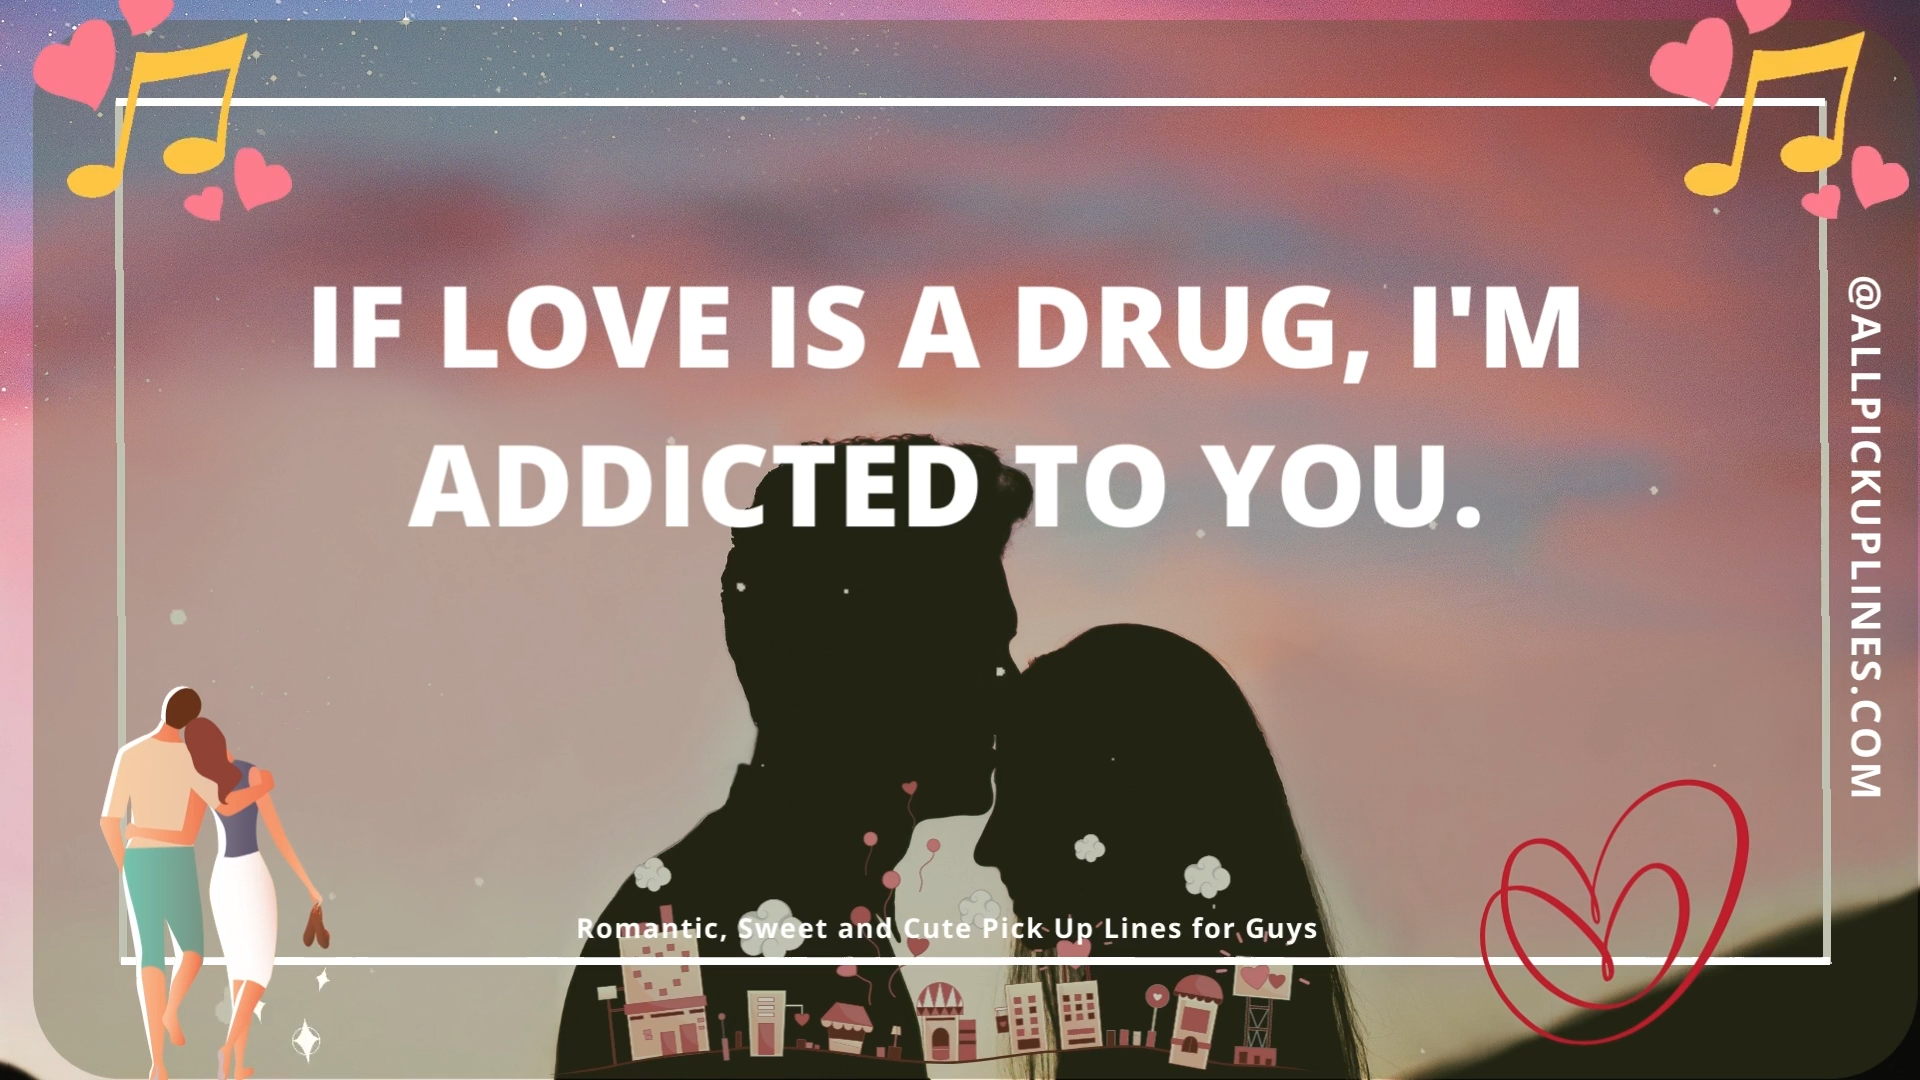 IF LOVE IS A DRUG, I'M
ADDICTED TO YOU.
@ALLPICKUPLINES.COM
Romantic, Sweet and Cute Pick Up Lines for Guys